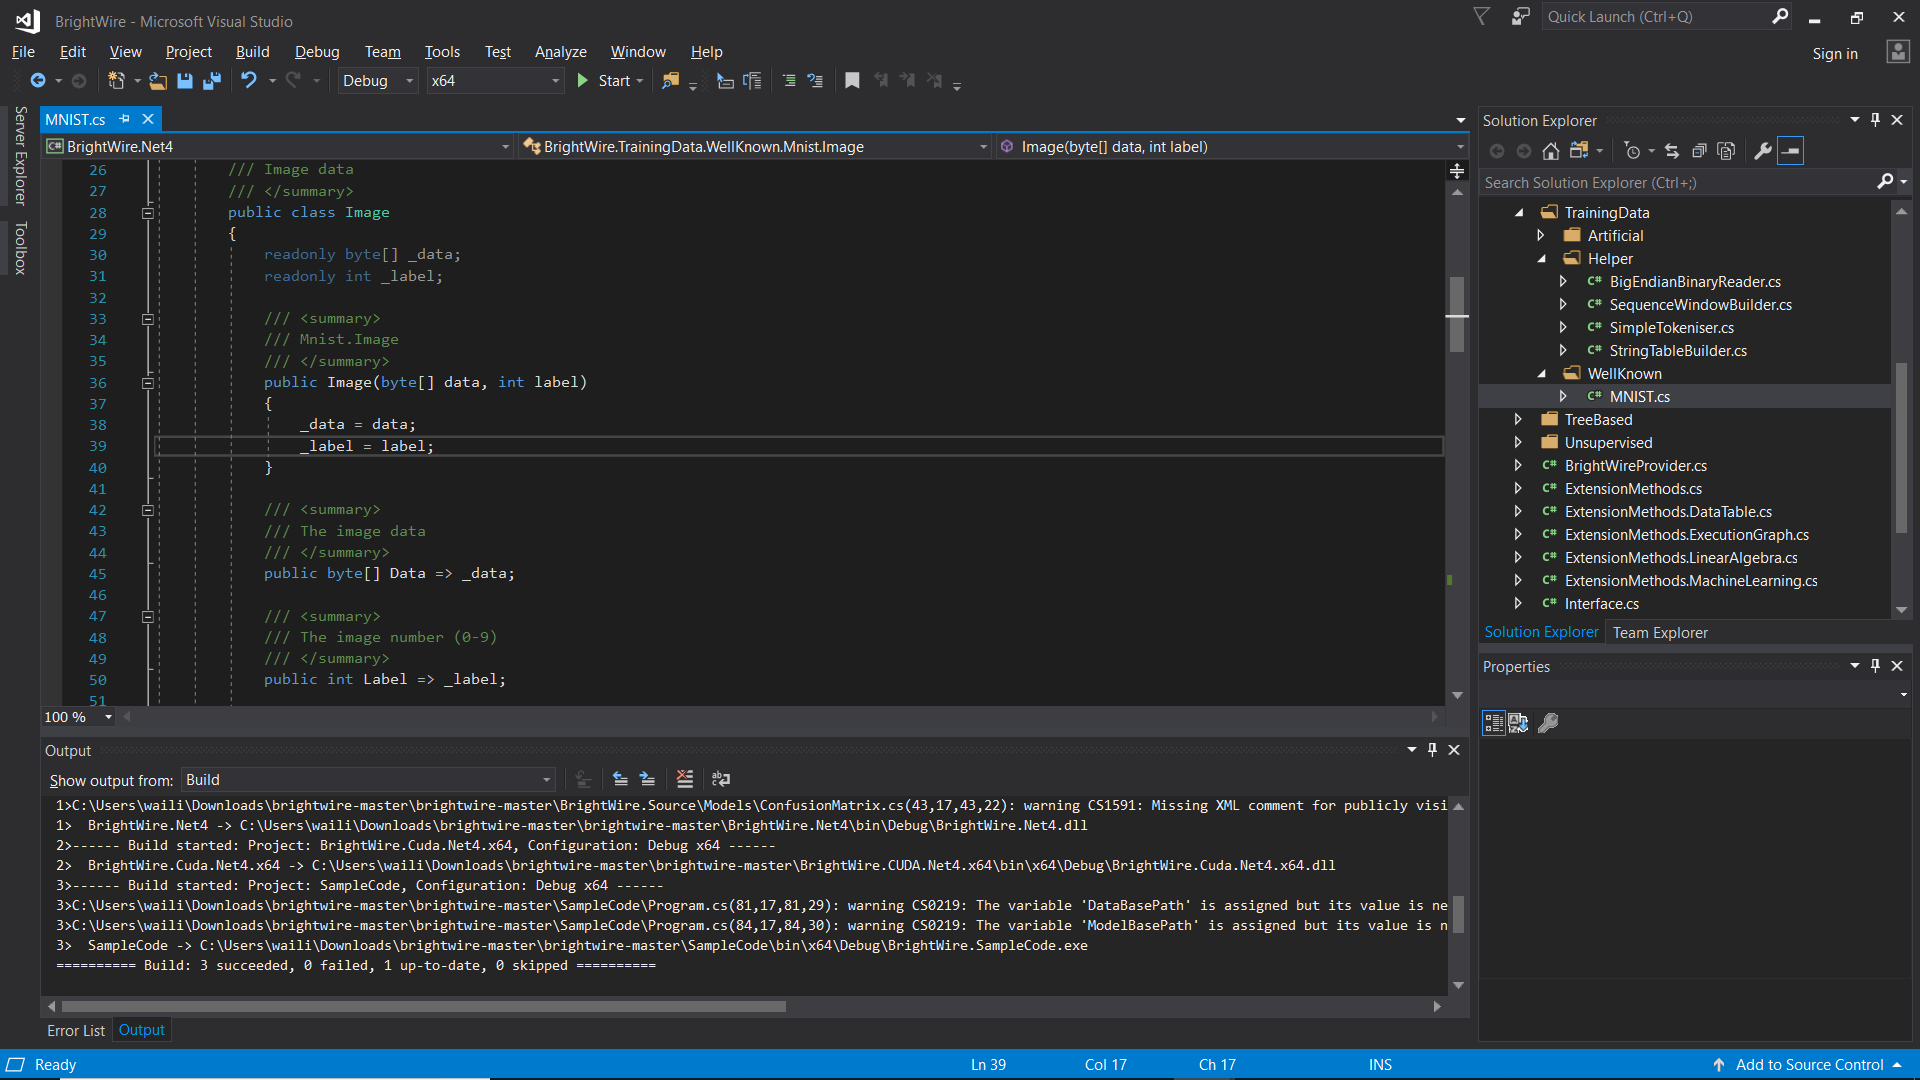 BrightWire - Microsoft Visual Studio
Quick Launch (Ctrl+Q)
File Edit View Project Build Debug Team Tools Test Analyze Window Help
Sign in
Debug x64 Start
Server Explorer
Toolbox
MNIST.cs
BrightWire.Net4 BrightWire.TrainingData.WellKnown.Mnist.Image Image(byte[] data, int label)
26 /// Image data
27 /// </summary>
28 public class Image
29 {
30 readonly byte[] _data;
31 readonly int _label;
32
33 /// <summary>
34 /// Mnist.Image
35 /// </summary>
36 public Image(byte[] data, int label)
37 {
38 _data = data;
39 _label = label;
40 }
41
42 /// <summary>
43 /// The image data
44 /// </summary>
45 public byte[] Data => _data;
46
47 /// <summary>
48 /// The image number (0-9)
49 /// </summary>
50 public int Label => _label;
51
100 %
Output
Show output from: Build
1>C:\Users\waili\Downloads\brightwire-master\brightwire-master\BrightWire.Source\Models\ConfusionMatrix.cs(43,17,43,22): warning CS1591: Missing XML comment for publicly visi
1> BrightWire.Net4 -> C:\Users\waili\Downloads\brightwire-master\brightwire-master\BrightWire.Net4\bin\Debug\BrightWire.Net4.dll
2>------ Build started: Project: BrightWire.Cuda.Net4.x64, Configuration: Debug x64 ------
2> BrightWire.Cuda.Net4.x64 -> C:\Users\waili\Downloads\brightwire-master\brightwire-master\BrightWire.CUDA.Net4.x64\bin\x64\Debug\BrightWire.Cuda.Net4.x64.dll
3>------ Build started: Project: SampleCode, Configuration: Debug x64 ------
3>C:\Users\waili\Downloads\brightwire-master\brightwire-master\SampleCode\Program.cs(81,17,81,29): warning CS0219: The variable 'DataBasePath' is assigned but its value is ne
3>C:\Users\waili\Downloads\brightwire-master\brightwire-master\SampleCode\Program.cs(84,17,84,30): warning CS0219: The variable 'ModelBasePath' is assigned but its value is n
3> SampleCode -> C:\Users\waili\Downloads\brightwire-master\brightwire-master\SampleCode\bin\x64\Debug\BrightWire.SampleCode.exe
========== Build: 3 succeeded, 0 failed, 1 up-to-date, 0 skipped ==========
Error List Output
Solution Explorer
Search Solution Explorer (Ctrl+;)
TrainingData
Artificial
Helper
C# BigEndianBinaryReader.cs
C# SequenceWindowBuilder.cs
C# SimpleTokeniser.cs
C# StringTableBuilder.cs
WellKnown
C# MNIST.cs
TreeBased
Unsupervised
C# BrightWireProvider.cs
C# ExtensionMethods.cs
C# ExtensionMethods.DataTable.cs
C# ExtensionMethods.ExecutionGraph.cs
C# ExtensionMethods.LinearAlgebra.cs
C# ExtensionMethods.MachineLearning.cs
C# Interface.cs
Solution Explorer Team Explorer
Properties
Ready Ln 39 Col 17 Ch 17 INS Add to Source Control